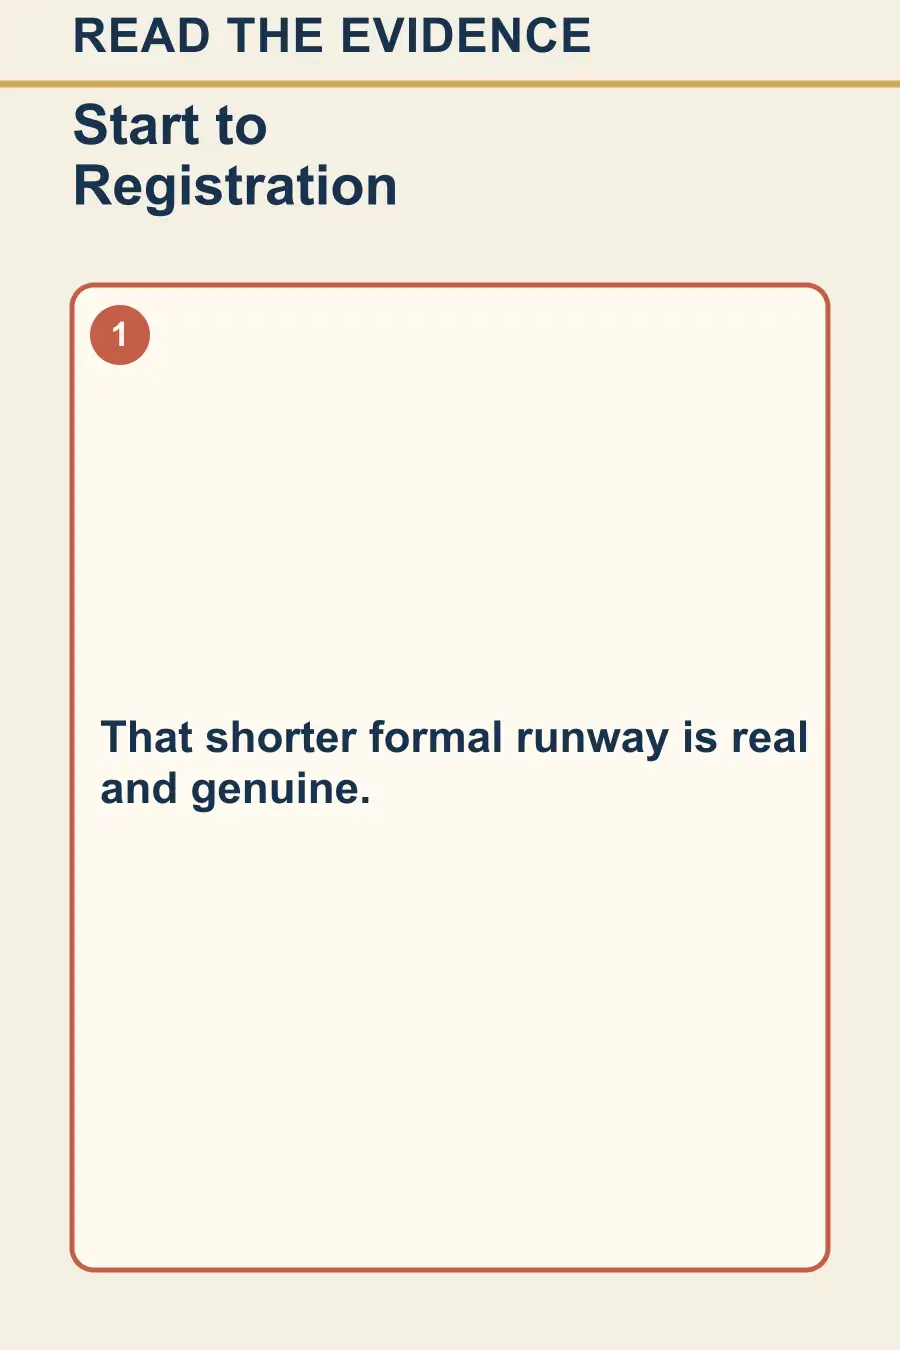 READ THE EVIDENCE
Start to
Registration
1
That shorter formal runway is real
and genuine.